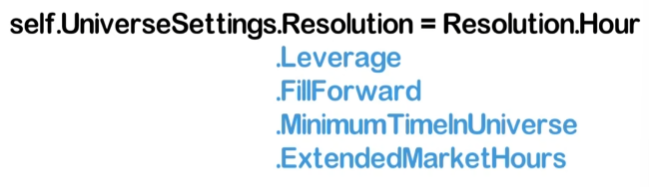 self.UniverseSettings.Resolution = Resolution.Hour
.Leverage
.FillForward
.MinimumTimeInUniverse
.ExtendedMarketHours